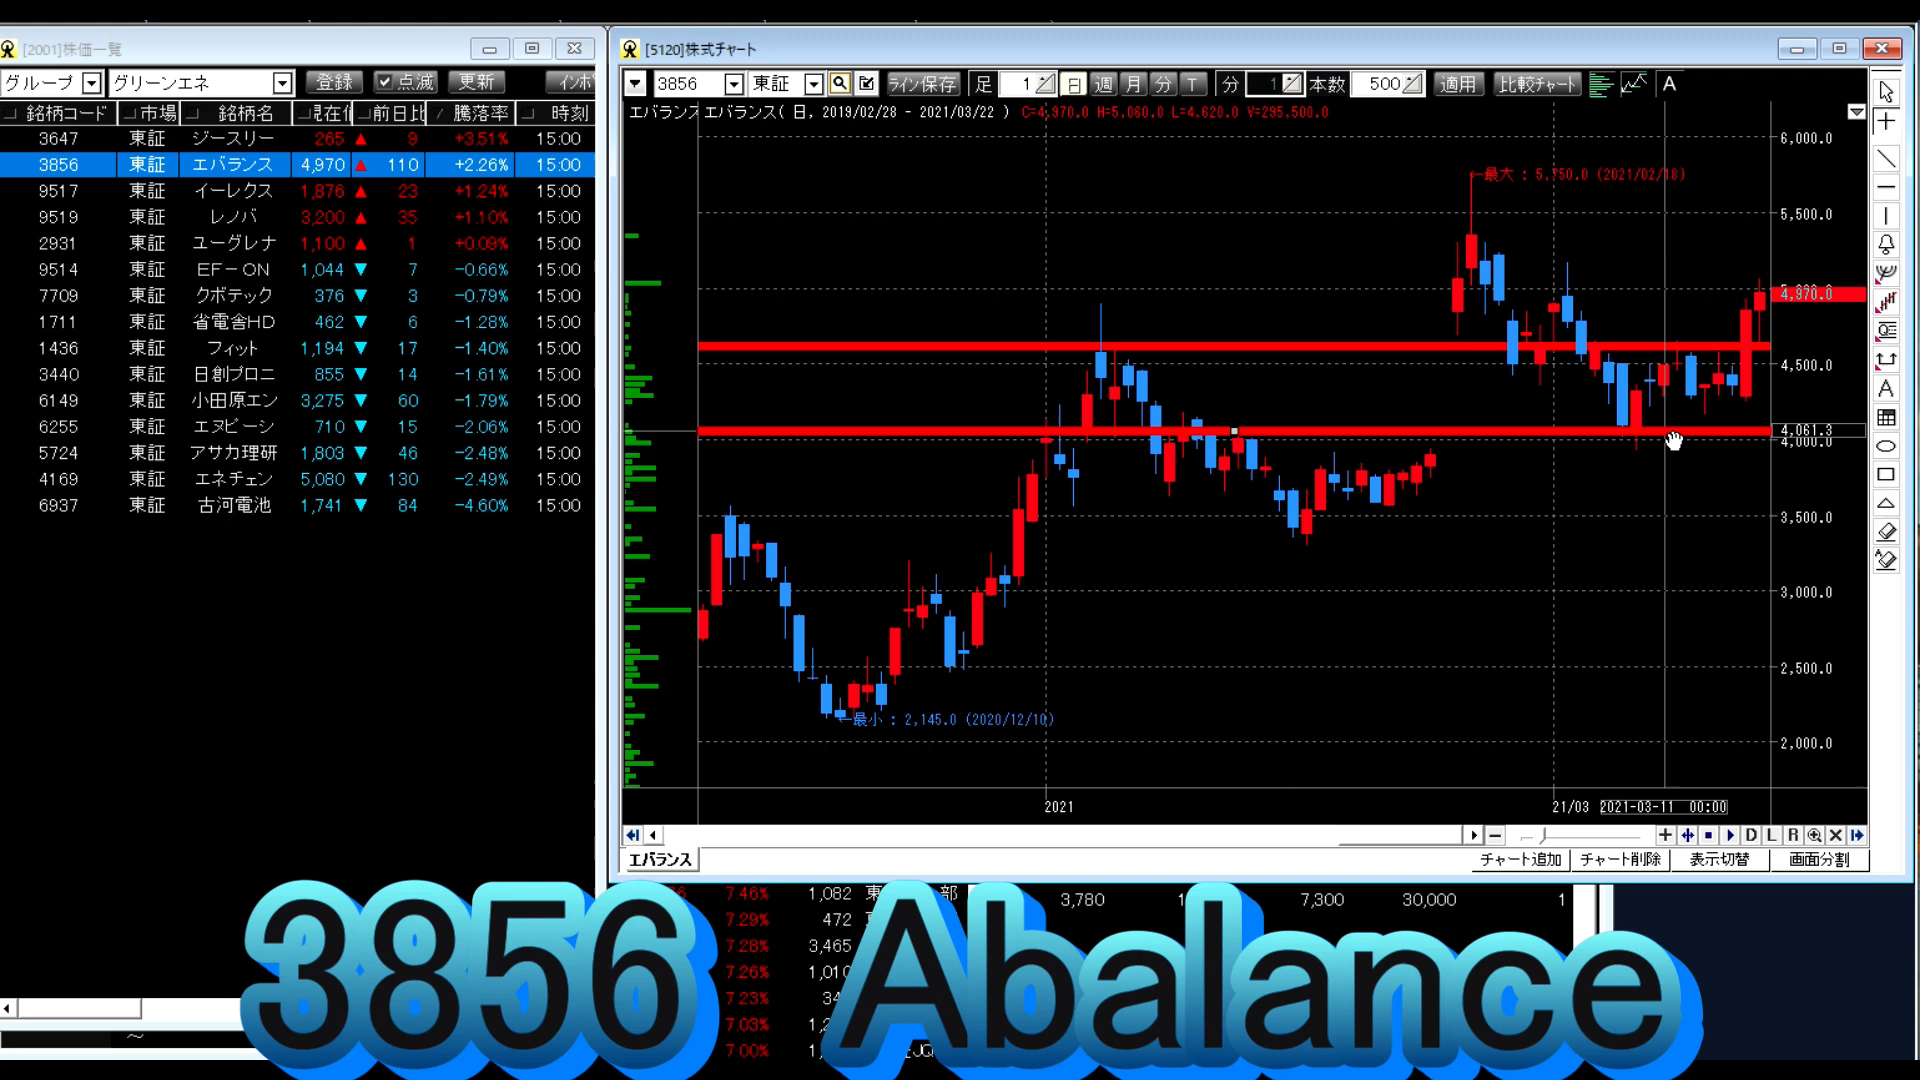 [2001]株価一覧
グループ グリーンエネ 登録 点滅 更新 インポ
銘柄コード 市場 銘柄名 現在値 前日比 騰落率 時刻
3647 東証 ジースリー 265 ▲ 9 +3.51% 15:00
3856 東証 エバランス 4,970 ▲ 110 +2.26% 15:00
9517 東証 イーレクス 1,876 ▲ 23 +1.24% 15:00
9519 東証 レノバ 3,200 ▲ 35 +1.10% 15:00
2931 東証 ユーグレナ 1,100 ▲ 1 +0.09% 15:00
9514 東証 EF－ON 1,044 ▼ 7 -0.66% 15:00
7709 東証 クボテック 376 ▼ 3 -0.79% 15:00
1711 東証 省電舎HD 462 ▼ 6 -1.28% 15:00
1436 東証 フィット 1,194 ▼ 17 -1.40% 15:00
3440 東証 日創プロニ 855 ▼ 14 -1.61% 15:00
6149 東証 小田原エン 3,275 ▼ 60 -1.79% 15:00
6255 東証 エヌピーシ 710 ▼ 15 -2.06% 15:00
5724 東証 アサカ理研 1,803 ▼ 46 -2.48% 15:00
4169 東証 エネチェン 5,080 ▼ 130 -2.49% 15:00
6937 東証 古河電池 1,741 ▼ 84 -4.60% 15:00
[5120]株式チャート
3856 東証 ライン保存 足 1 日 週 月 分 T 分 1 本数 500 適用 比較チャート A
エバランス エバランス( 日, 2019/02/28 - 2021/03/22 ) C=4,970.0 H=5,060.0 L=4,620.0 V=295,500.0
6,000.0
←最大 : 5,750.0 (2021/02/18)
5,500.0
4,970.0
4,500.0
4,061.3
4,000.0
3,500.0
3,000.0
2,500.0
←最小 : 2,145.0 (2020/12/10)
2,000.0
2021 21/03 2021-03-11 00:00
D L R
エバランス チャート追加 チャート削除 表示切替 画面分割
7.46% 1,082 部 3,780 7,300 30,000 1
7.29% 472
7.28% 3,465
7.26%
7.23%
7.03%
7.00%
3856 Abalance